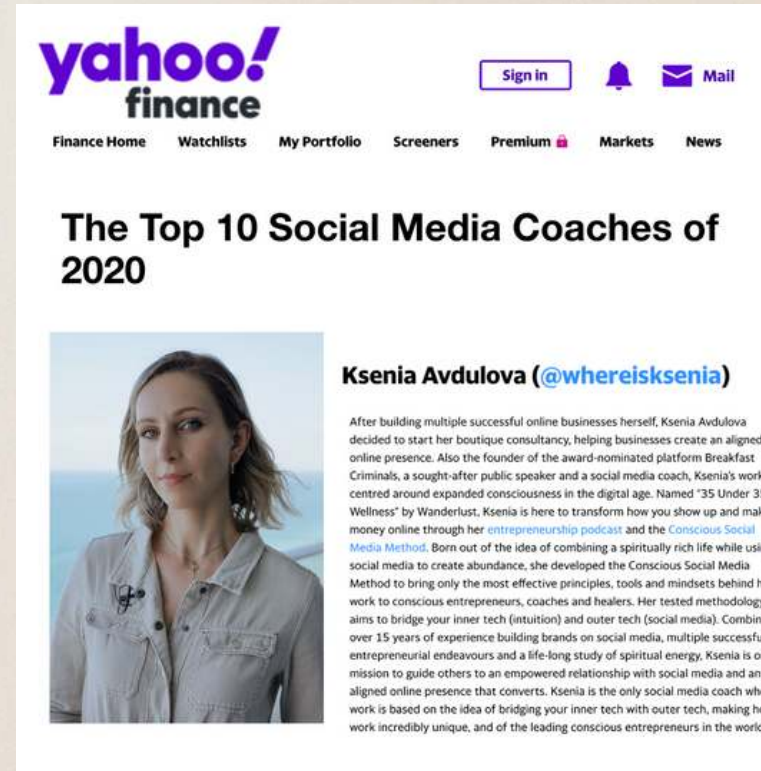 yahoo!
finance
Sign in
Mail
Finance Home Watchlists My Portfolio Screeners Premium Markets News
The Top 10 Social Media Coaches of
2020
Ksenia Avdulova (@whereisksenia)
After building multiple successful online businesses herself, Ksenia Avdulova
decided to start her boutique consultancy, helping businesses create an aligned
online presence. Also the founder of the award-nominated platform Breakfast
Criminals, a sought-after public speaker and a social media coach, Ksenia's work
centred around expanded consciousness in the digital age. Named "35 Under 35
Wellness" by Wanderlust, Ksenia is here to transform how you show up and mak
money online through her entrepreneurship podcast and the Conscious Social
Media Method. Born out of the idea of combining a spiritually rich life while usi
social media to create abundance, she developed the Conscious Social Media
Method to bring only the most effective principles, tools and mindsets behind h
work to conscious entrepreneurs, coaches and healers. Her tested methodology
aims to bridge your inner tech (intuition) and outer tech (social media). Combin
over 15 years of experience building brands on social media, multiple successfu
entrepreneurial endeavours and a life-long study of spiritual energy, Ksenia is o
mission to guide others to an empowered relationship with social media and an
aligned online presence that converts. Ksenia is the only social media coach wh
work is based on the idea of bridging your inner tech with outer tech, making he
work incredibly unique, and of the leading conscious entrepreneurs in the world